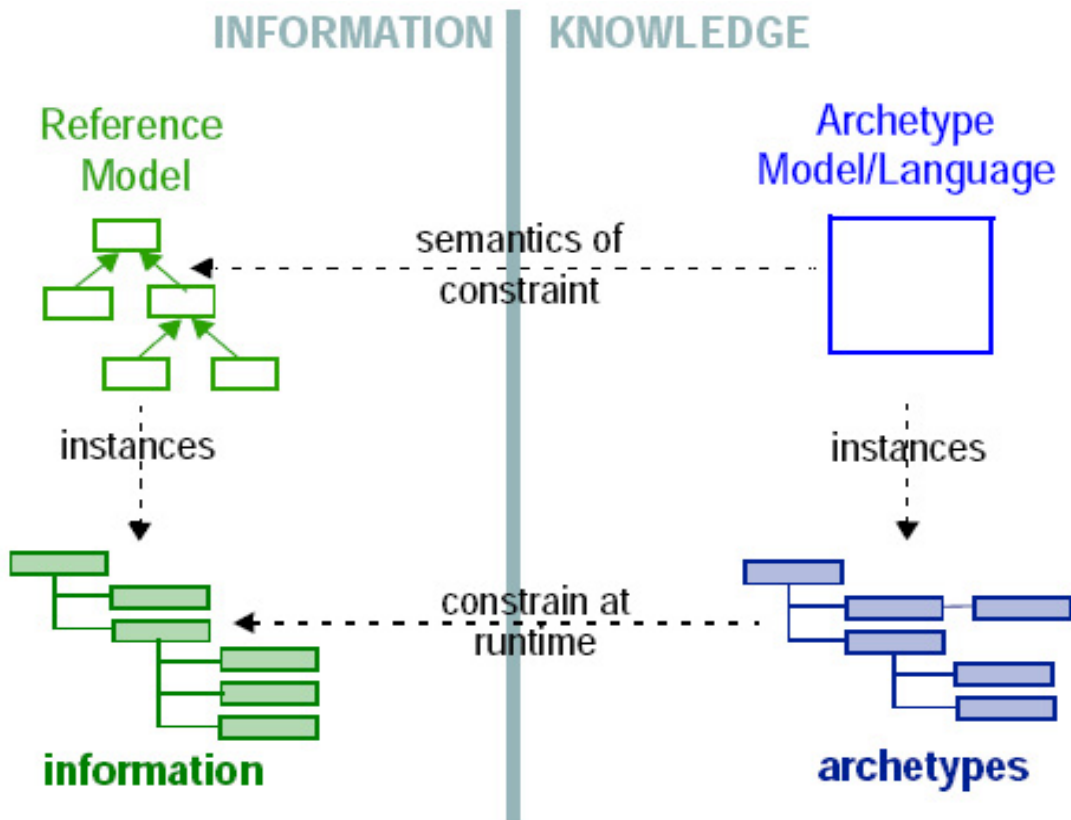 INFORMATION KNOWLEDGE
Reference
Model
Archetype
Model/Language
semantics of
constraint
instances
instances
constrain at
runtime
information
archetypes